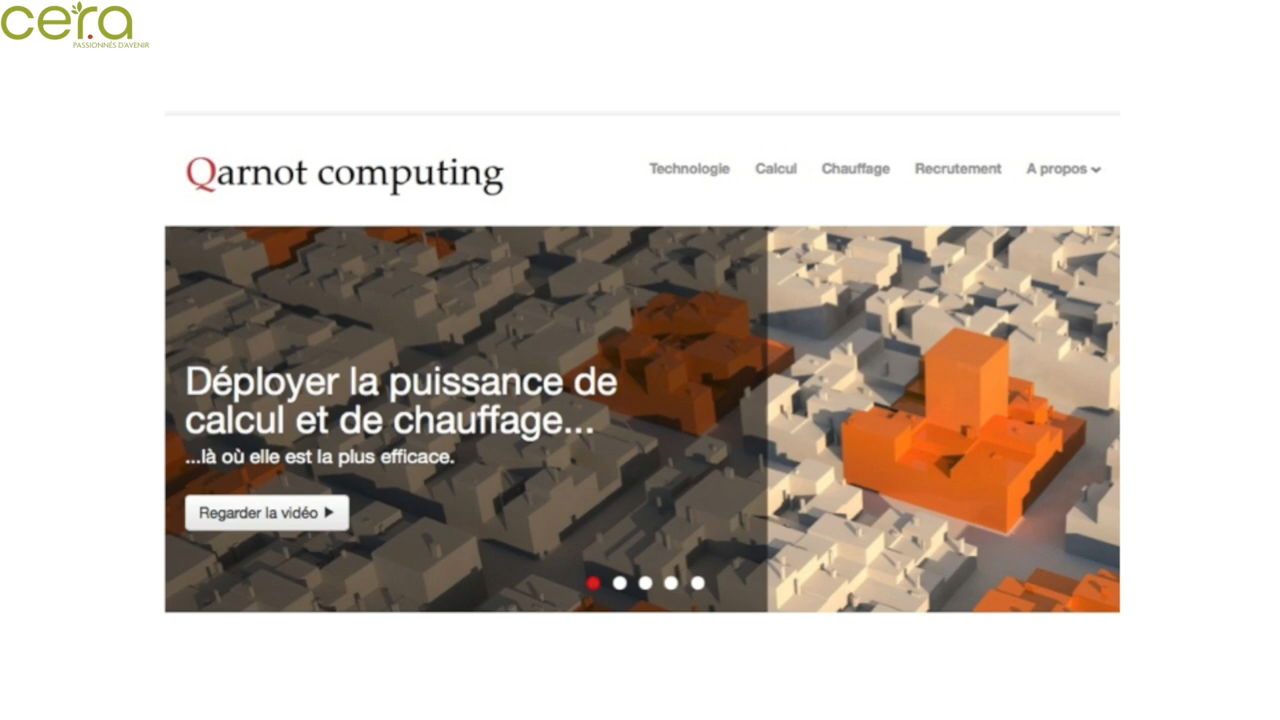 cer.a
PASSIONNÉS D'AVENIR
Qarnot computing
Technologie Calcul Chauffage Recrutement A propos
Déployer la puissance de
calcul et de chauffage...
...là où elle est la plus efficace.
Regarder la vidéo